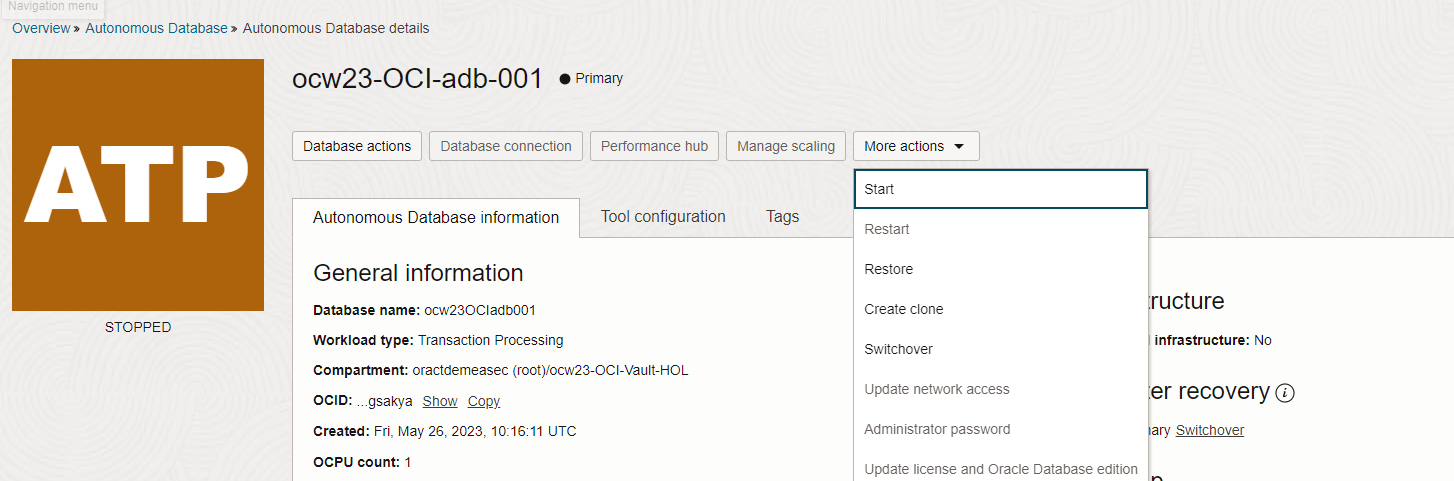 Navigation menu
Overview » Autonomous Database » Autonomous Database details
ATP
STOPPED
ocw23-OCI-adb-001 Primary
Database actions Database connection Performance hub Manage scaling More actions
Start
Restart
Restore
Create clone
Switchover
Update network access
Administrator password
Update license and Oracle Database edition
Autonomous Database information Tool configuration Tags
General information
Database name: ocw23OCIadb001
Workload type: Transaction Processing
Compartment: oractdemeasec (root)/ocw23-OCI-Vault-HOL
OCID: ...gsakya Show Copy
Created: Fri, May 26, 2023, 10:16:11 UTC
OCPU count: 1
infrastructure: No
recovery
Switchover